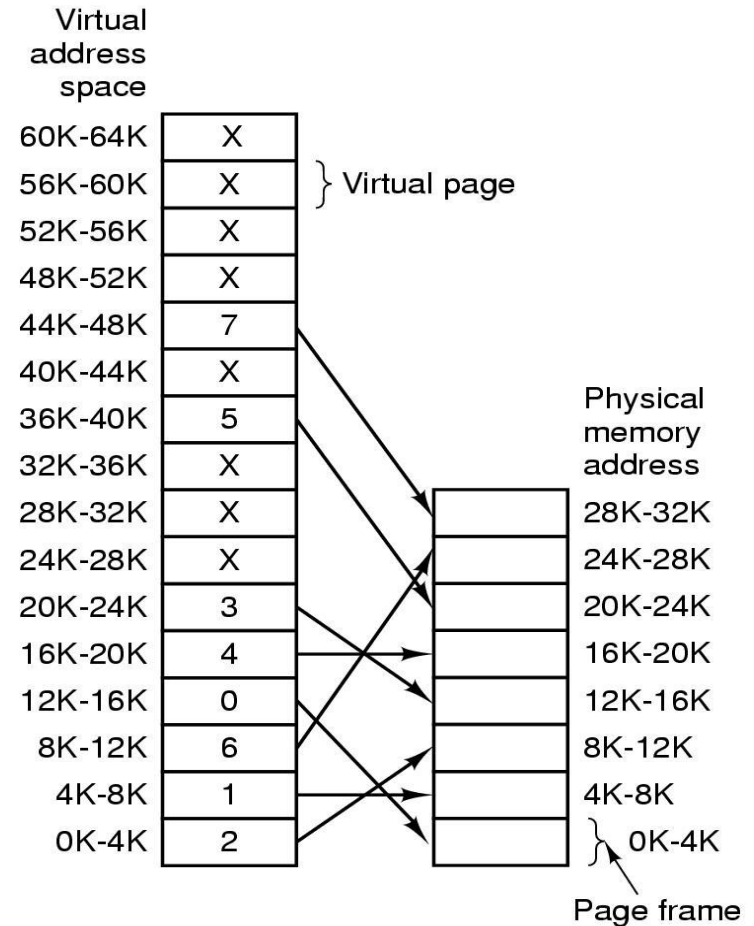 Virtual
address
space
60K-64K X
56K-60K X } Virtual page
52K-56K X
48K-52K X
44K-48K 7
40K-44K X
36K-40K 5
32K-36K X
28K-32K X
24K-28K X
20K-24K 3
16K-20K 4
12K-16K 0
8K-12K 6
4K-8K 1
0K-4K 2
Physical
memory
address
28K-32K
24K-28K
20K-24K
16K-20K
12K-16K
8K-12K
4K-8K
} 0K-4K
Page frame